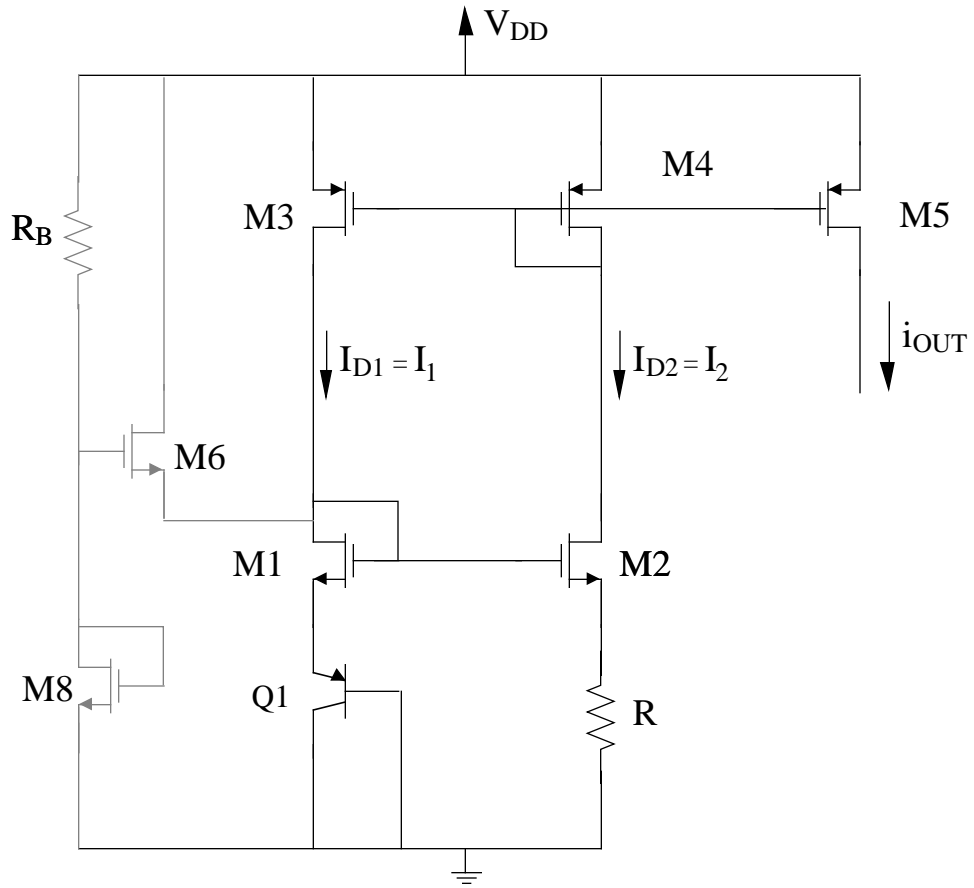 V_DD
M4
M3
M5
R_B
I_D1 = I_1
I_D2 = I_2
i_OUT
M6
M1
M2
M8
Q1
R